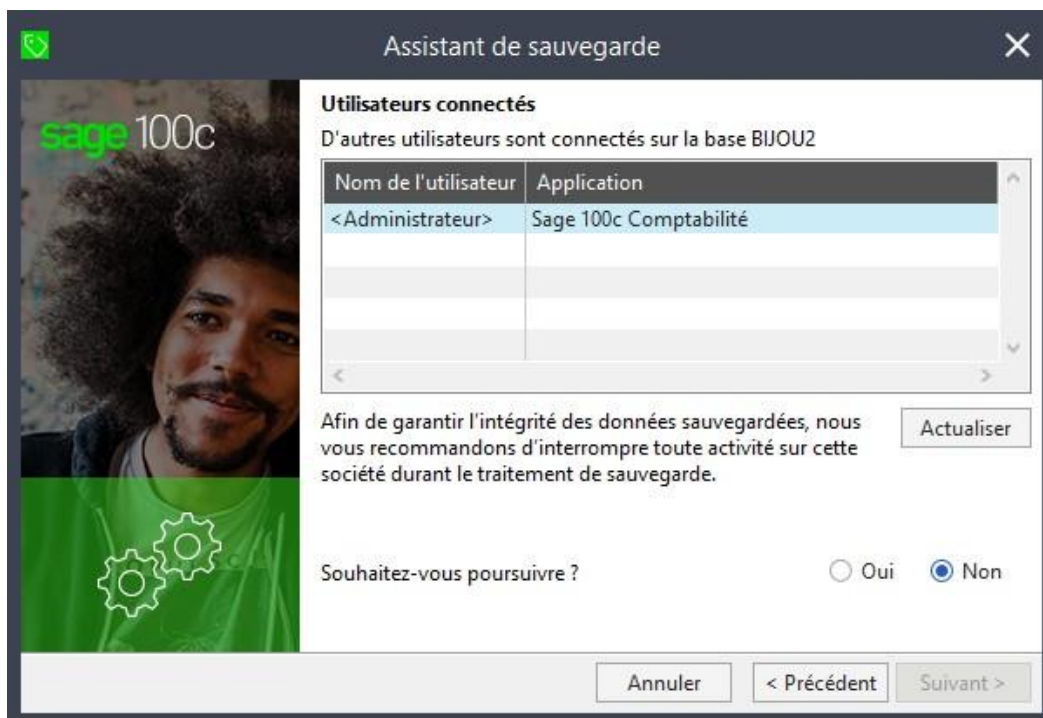 Assistant de sauvegarde
sage 100c
Utilisateurs connectés
D'autres utilisateurs sont connectés sur la base BIJOU2
Nom de l'utilisateur Application
<Administrateur> Sage 100c Comptabilité
Afin de garantir l'intégrité des données sauvegardées, nous
vous recommandons d'interrompre toute activité sur cette
société durant le traitement de sauvegarde.
Actualiser
Souhaitez-vous poursuivre ? Oui Non
Annuler < Précédent Suivant >